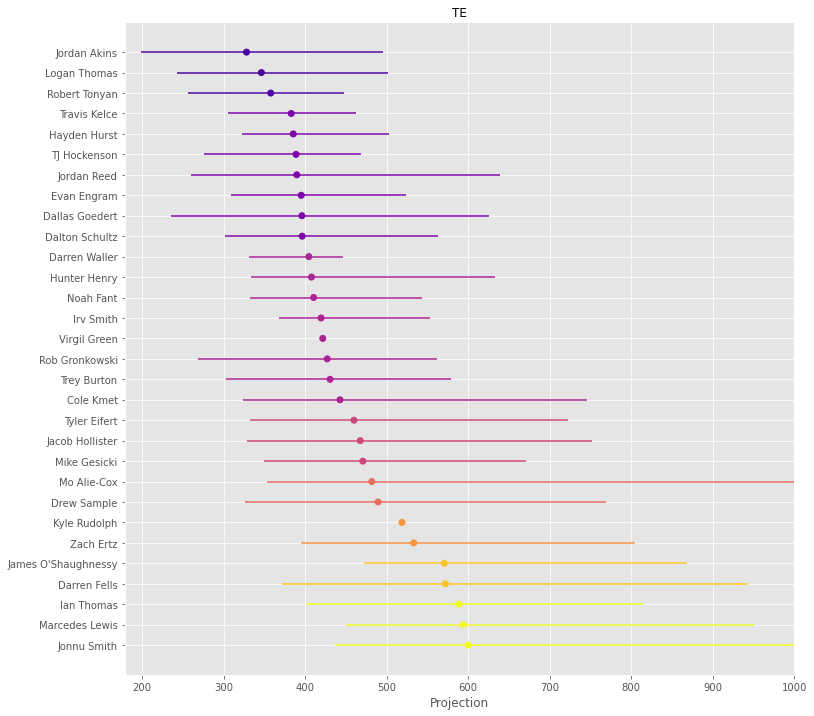 TE
Jordan Akins
Logan Thomas
Robert Tonyan
Travis Kelce
Hayden Hurst
TJ Hockenson
Jordan Reed
Evan Engram
Dallas Goedert
Dalton Schultz
Darren Waller
Hunter Henry
Noah Fant
Irv Smith
Virgil Green
Rob Gronkowski
Trey Burton
Cole Kmet
Tyler Eifert
Jacob Hollister
Mike Gesicki
Mo Alie-Cox
Drew Sample
Kyle Rudolph
Zach Ertz
James O'Shaughnessy
Darren Fells
Ian Thomas
Marcedes Lewis
Jonnu Smith
200 300 400 500 600 700 800 900 1000
Projection